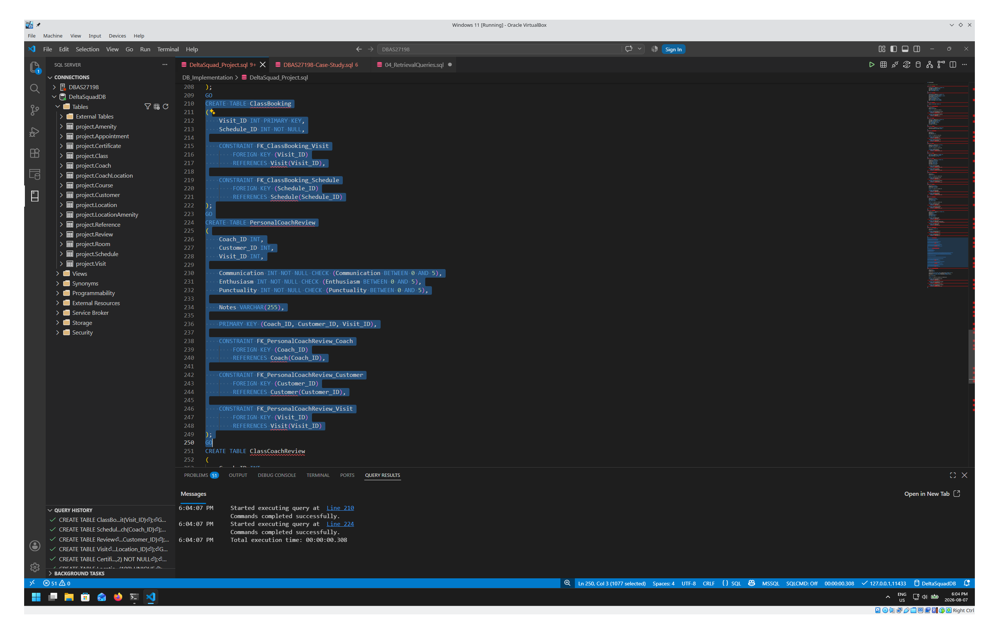 Windows 11 [Running] - Oracle VirtualBox
File Machine View Input Devices Help
File Edit Selection View Go Run Terminal Help
DBAS27198
Sign In
SQL SERVER
DeltaSquad_Project.sql 9+
DBAS27198-Case-Study.sql 6
04_RetrievalQueries.sql
DB_Implementation > DeltaSquad_Project.sql
1
CONNECTIONS
DBAS27198
DeltaSquadDB
Tables
External Tables
project.Amenity
project.Appointment
project.Certificate
project.Class
project.Coach
project.CoachLocation
project.Course
project.Customer
project.Location
project.LocationAmenity
project.Reference
project.Review
project.Room
project.Schedule
project.Visit
Views
Synonyms
Programmability
External Resources
Service Broker
Storage
Security
208 );
209 GO
210 CREATE TABLE ClassBooking
211 (
212 Visit_ID INT PRIMARY KEY,
213 Schedule_ID INT NOT NULL,
214
215 CONSTRAINT FK_ClassBooking_Visit
216 FOREIGN KEY (Visit_ID)
217 REFERENCES Visit(Visit_ID),
218
219 CONSTRAINT FK_ClassBooking_Schedule
220 FOREIGN KEY (Schedule_ID)
221 REFERENCES Schedule(Schedule_ID)
222 );
223 GO
224 CREATE TABLE PersonalCoachReview
225 (
226 Coach_ID INT,
227 Customer_ID INT,
228 Visit_ID INT,
229
230 Communication INT NOT NULL CHECK (Communication BETWEEN 0 AND 5),
231 Enthusiasm INT NOT NULL CHECK (Enthusiasm BETWEEN 0 AND 5),
232 Punctuality INT NOT NULL CHECK (Punctuality BETWEEN 0 AND 5),
233
234 Notes VARCHAR(255),
235
236 PRIMARY KEY (Coach_ID, Customer_ID, Visit_ID),
237
238 CONSTRAINT FK_PersonalCoachReview_Coach
239 FOREIGN KEY (Coach_ID)
240 REFERENCES Coach(Coach_ID),
241
242 CONSTRAINT FK_PersonalCoachReview_Customer
243 FOREIGN KEY (Customer_ID)
244 REFERENCES Customer(Customer_ID),
245
246 CONSTRAINT FK_PersonalCoachReview_Visit
247 FOREIGN KEY (Visit_ID)
248 REFERENCES Visit(Visit_ID)
249 );
250 GO
251 CREATE TABLE ClassCoachReview
252 (
PROBLEMS 51 OUTPUT DEBUG CONSOLE TERMINAL PORTS QUERY RESULTS
Messages
Open in New Tab
6:04:07 PM Started executing query at Line 210
Commands completed successfully.
6:04:07 PM Started executing query at Line 224
Commands completed successfully.
6:04:07 PM Total execution time: 00:00:00.308
QUERY HISTORY
CREATE TABLE ClassBo...it(Visit_ID)⏎);⏎G...
CREATE TABLE Schedul...ch(Coach_ID)⏎);...
CREATE TABLE Review⏎...Customer_ID)⏎);...
CREATE TABLE Visit⏎...Location_ID)⏎);⏎G...
CREATE TABLE Certifi...,2) NOT NULL⏎);⏎...
BACKGROUND TASKS
51 0
Ln 250, Col 3 (1077 selected) Spaces: 4 UTF-8 CRLF { } SQL MSSQL SQLCMD: Off 00:00:00.308 127.0.0.1,11433 DeltaSquadDB
ENG
US
6:04 PM
2026-08-07
Right Ctrl